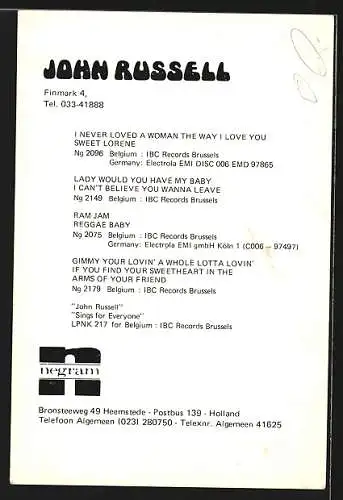 JOHN RUSSELL
Finmark 4,
Tel. 033-41888
I NEVER LOVED A WOMAN THE WAY I LOVE YOU
SWEET LORENE
Ng 2096 Belgium : IBC Records Brussels
Germany: Electrola EMI DISC 006 EMD 97865
LADY WOULD YOU HAVE MY BABY
I CAN'T BELIEVE YOU WANNA LEAVE
Ng 2149 Belgium : IBC Records Brussels
RAM JAM
REGGAE BABY
Ng 2075 Belgium : IBC Records Brussels
Germany: Electrola EMI gmbH Köln 1 (C006 – 97497)
GIMMY YOUR LOVIN' A WHOLE LOTTA LOVIN'
IF YOU FIND YOUR SWEETHEART IN THE
ARMS OF YOUR FRIEND
Ng 2179 Belgium : IBC Records Brussels
"John Russell"
"Sings for Everyone"
LPNK 217 for Belgium : IBC Records Brussels
n
negram
Bronsteeweg 49 Heemstede - Postbus 139 - Holland
Telefoon Algemeen (023) 280750 - Telexnr. Algemeen 41625